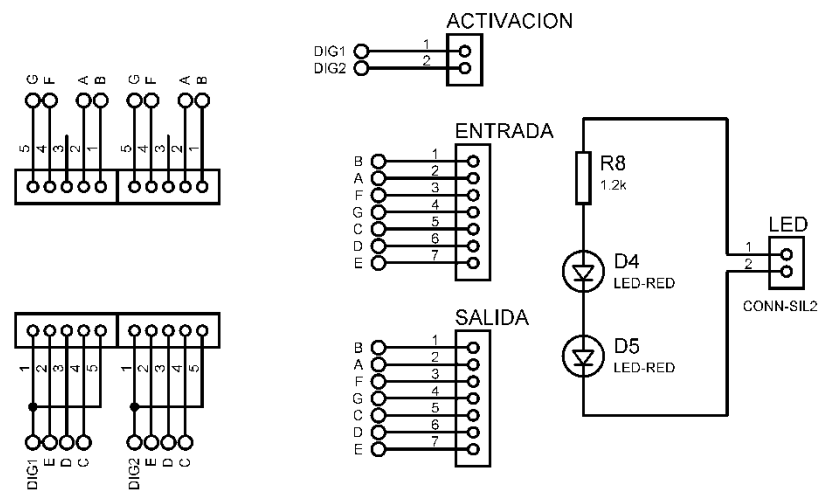 ACTIVACION
DIG1 1
DIG2 2
G F A B G F A B
5 4 3 2 1 5 4 3 2 1
ENTRADA
B 1
A 2
F 3
G 4
C 5
D 6
E 7
R8
1.2k
LED
1
2
CONN-SIL2
D4
LED-RED
D5
LED-RED
SALIDA
B 1
A 2
F 3
G 4
C 5
D 6
E 7
1 2 3 4 5 1 2 3 4 5
DIG1 E D C DIG2 E D C